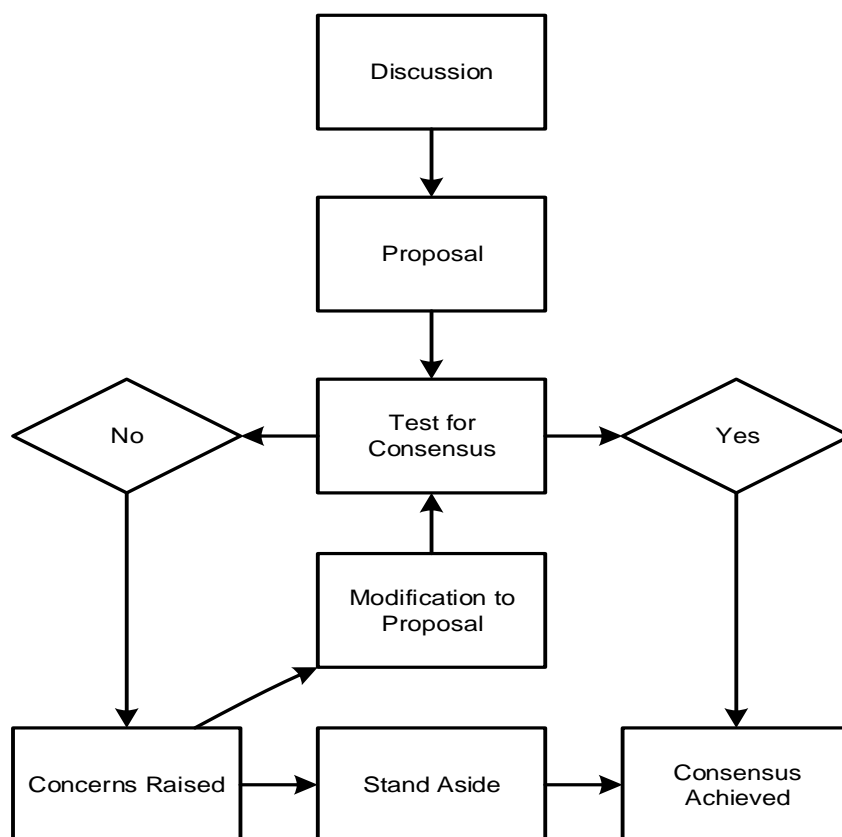 Discussion
Proposal
No
Test for
Consensus
Yes
Modification to
Proposal
Concerns Raised
Stand Aside
Consensus
Achieved